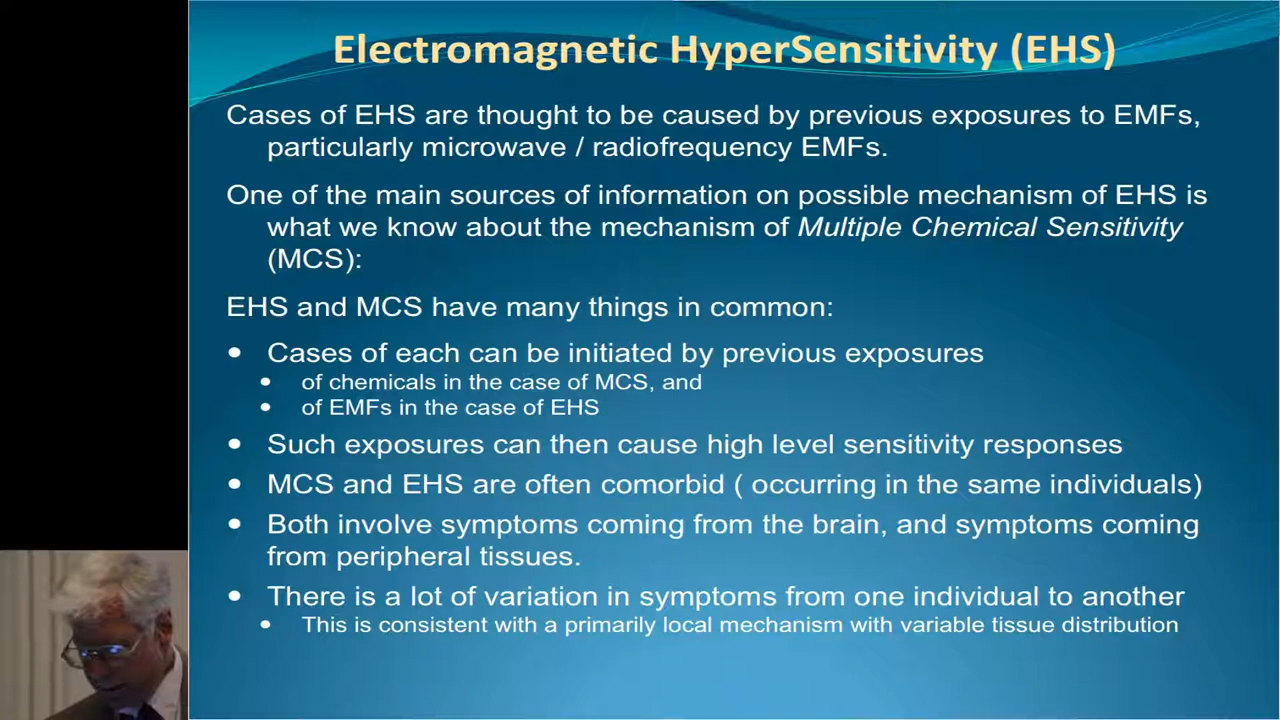 Electromagnetic HyperSensitivity (EHS)
Cases of EHS are thought to be caused by previous exposures to EMFs,
particularly microwave / radiofrequency EMFs.
One of the main sources of information on possible mechanism of EHS is
what we know about the mechanism of Multiple Chemical Sensitivity
(MCS):
EHS and MCS have many things in common:
• Cases of each can be initiated by previous exposures
• of chemicals in the case of MCS, and
• of EMFs in the case of EHS
• Such exposures can then cause high level sensitivity responses
• MCS and EHS are often comorbid ( occurring in the same individuals)
• Both involve symptoms coming from the brain, and symptoms coming
from peripheral tissues.
• There is a lot of variation in symptoms from one individual to another
• This is consistent with a primarily local mechanism with variable tissue distribution